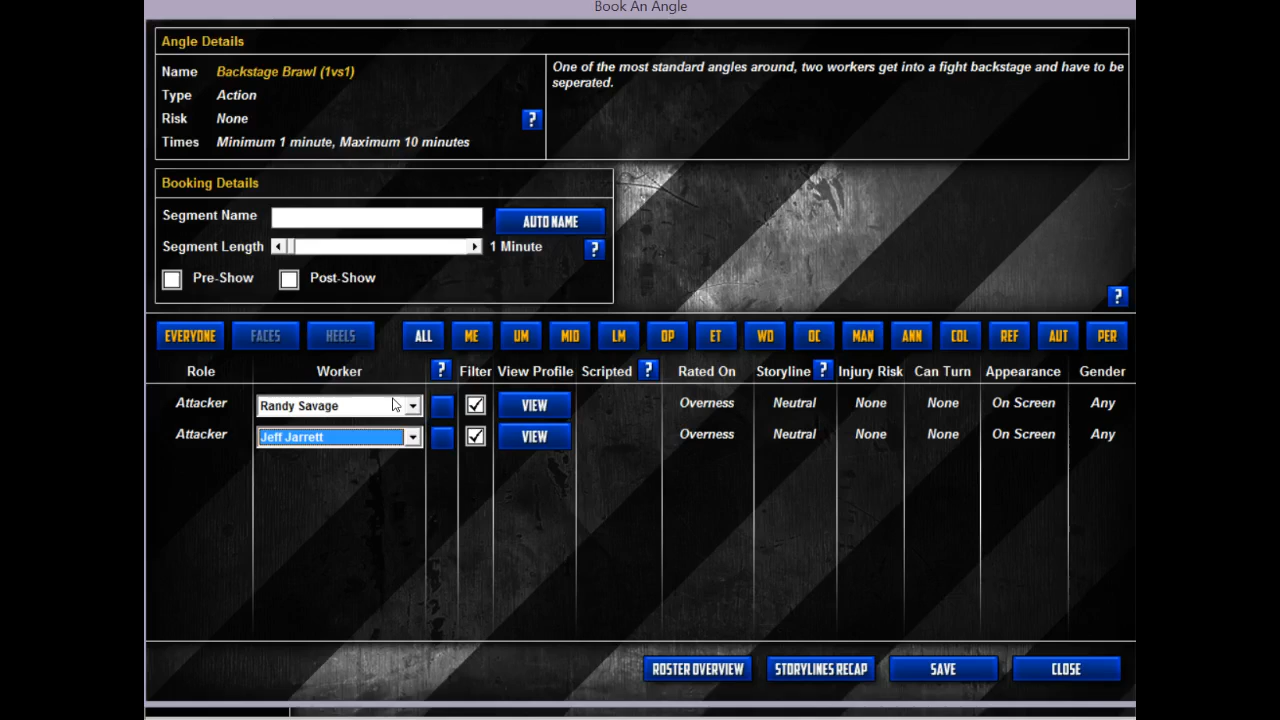 Book An Angle
Angle Details
Name Backstage Brawl (1vs1)
Type Action
Risk None
?
Times Minimum 1 minute, Maximum 10 minutes
One of the most standard angles around, two workers get into a fight backstage and have to be
seperated.
Booking Details
Segment Name AUTO NAME
Segment Length 1 Minute ?
Pre-Show Post-Show
?
EVERYONE FACES HEELS ALL ME UM MID LM OP ET WD OC MAN ANN COL REF AUT PER
Role Worker ? Filter View Profile Scripted ? Rated On Storyline ? Injury Risk Can Turn Appearance Gender
Attacker Randy Savage VIEW Overness Neutral None None On Screen Any
Attacker Jeff Jarrett VIEW Overness Neutral None None On Screen Any
ROSTER OVERVIEW STORYLINES RECAP SAVE CLOSE